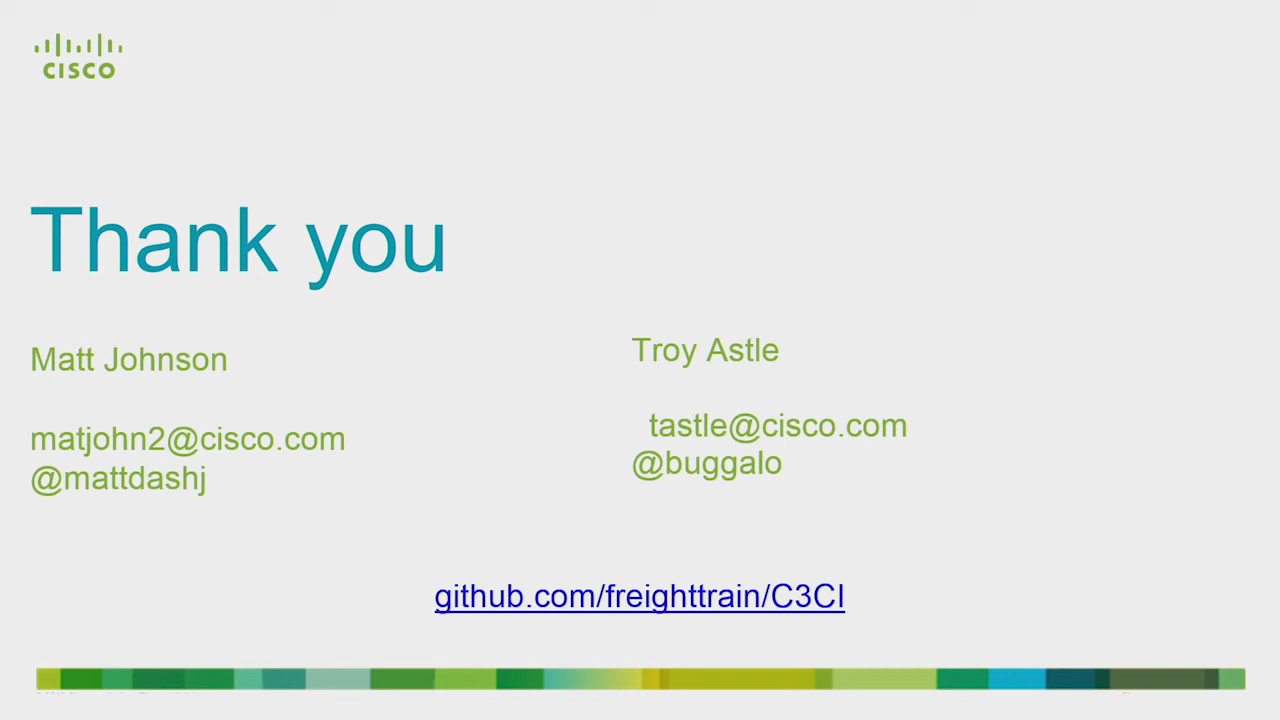 CISCO
Thank you
Matt Johnson
matjohn2@cisco.com
@mattdashj
Troy Astle
tastle@cisco.com
@buggalo
github.com/freighttrain/C3CI